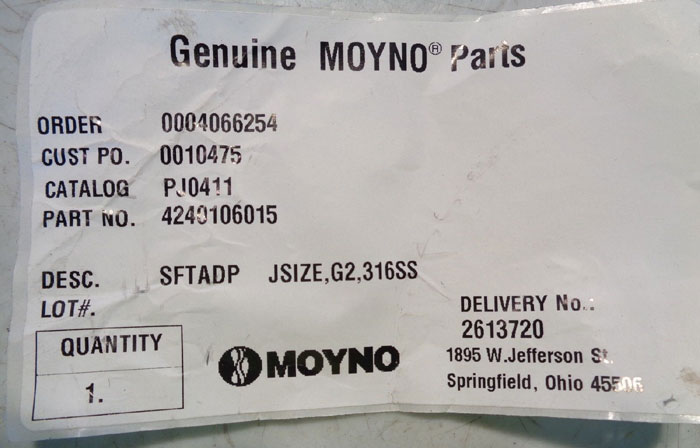 Genuine MOYNO® Parts
ORDER 0004066254
CUST PO. 0010475
CATALOG PJ0411
PART NO. 4240106015
DESC. SFTADP JSIZE,G2,316SS
LOT#.
DELIVERY No.:
2613720
QUANTITY
1.
MOYNO
1895 W.Jefferson St.
Springfield, Ohio 45506